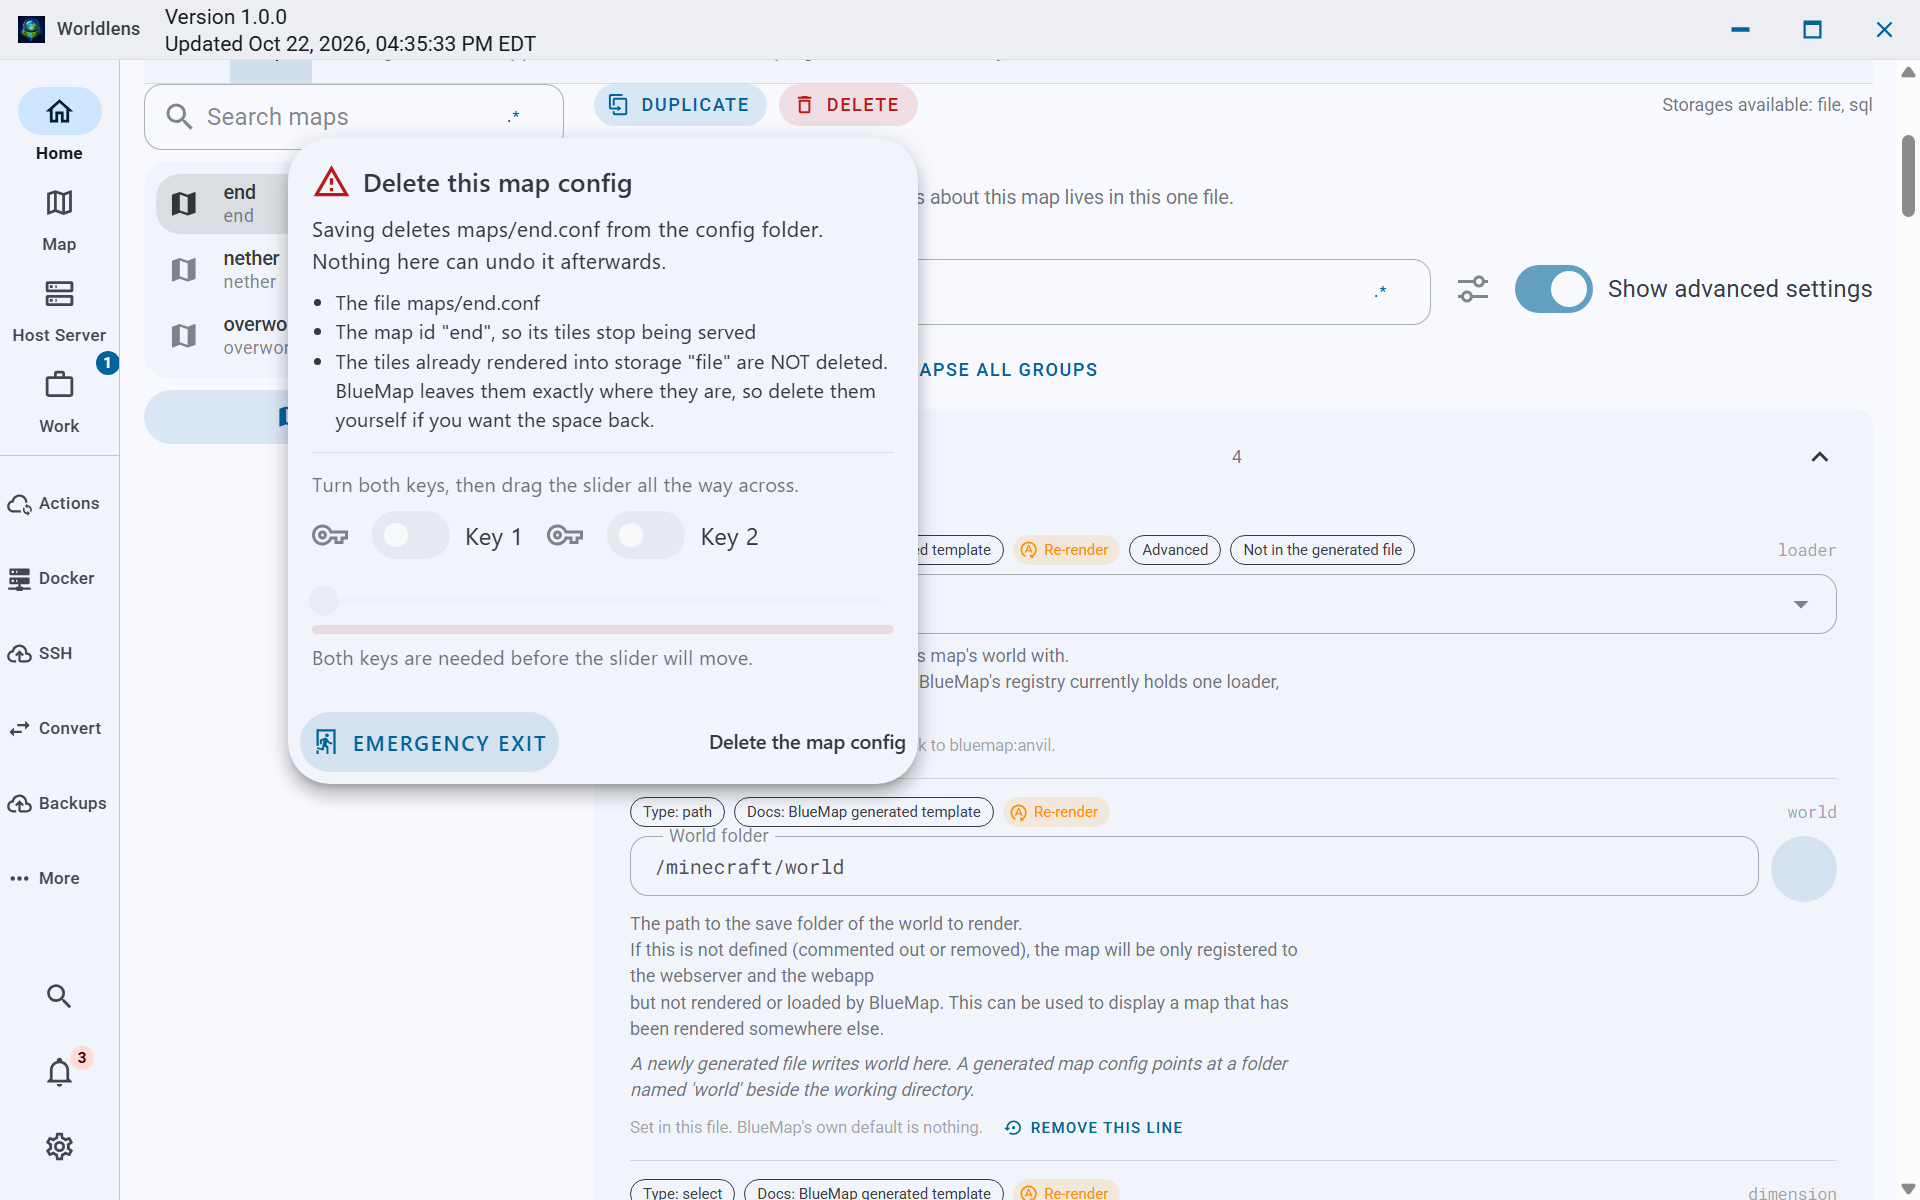 Worldlens
Version 1.0.0
Updated Oct 22, 2026, 04:35:33 PM EDT
Home
Map
Host Server
1
Work
Actions
Docker
SSH
Convert
Backups
More
3
Search maps
.*
DUPLICATE
DELETE
Storages available: file, sql
end
end
nether
nether
overwo
overwor
Delete this map config
Saving deletes maps/end.conf from the config folder.
Nothing here can undo it afterwards.
The file maps/end.conf
The map id "end", so its tiles stop being served
The tiles already rendered into storage "file" are NOT deleted.
BlueMap leaves them exactly where they are, so delete them
yourself if you want the space back.
Turn both keys, then drag the slider all the way across.
Key 1
Key 2
Both keys are needed before the slider will move.
EMERGENCY EXIT
Delete the map config
s about this map lives in this one file.
.*
Show advanced settings
APSE ALL GROUPS
4
ed template
Re-render
Advanced
Not in the generated file
loader
s map's world with.
BlueMap's registry currently holds one loader,
k to bluemap:anvil.
Type: path
Docs: BlueMap generated template
Re-render
world
World folder
/minecraft/world
The path to the save folder of the world to render.
If this is not defined (commented out or removed), the map will be only registered to
the webserver and the webapp
but not rendered or loaded by BlueMap. This can be used to display a map that has
been rendered somewhere else.
A newly generated file writes world here. A generated map config points at a folder
named 'world' beside the working directory.
Set in this file. BlueMap's own default is nothing.
REMOVE THIS LINE
Type: select
Docs: BlueMap generated template
Re-render
dimension